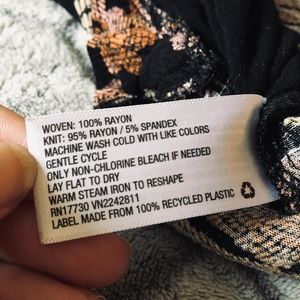 WOVEN: 100% RAYON
KNIT: 95% RAYON / 5% SPANDEX
MACHINE WASH COLD WITH LIKE COLORS
GENTLE CYCLE
ONLY NON-CHLORINE BLEACH IF NEEDED
LAY FLAT TO DRY
WARM STEAM IRON TO RESHAPE
RN17730 VN2242811
LABEL MADE FROM 100% RECYCLED PLASTIC